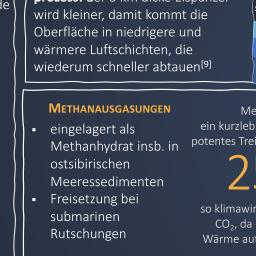 prozess: der 3 km dicke Eispanzer
wird kleiner, damit kommt die
Oberfläche in niedrigere und
wärmere Luftschichten, die
wiederum schneller abtauen[9]
METHANAUSGASUNGEN
▪ eingelagert als
Methanhydrat insb. in
ostsibirischen
Meeressedimenten
▪ Freisetzung bei
submarinen
Rutschungen
Me
ein kurzleb
potentes Trei
25
so klimawir
CO₂, da
Wärme auf